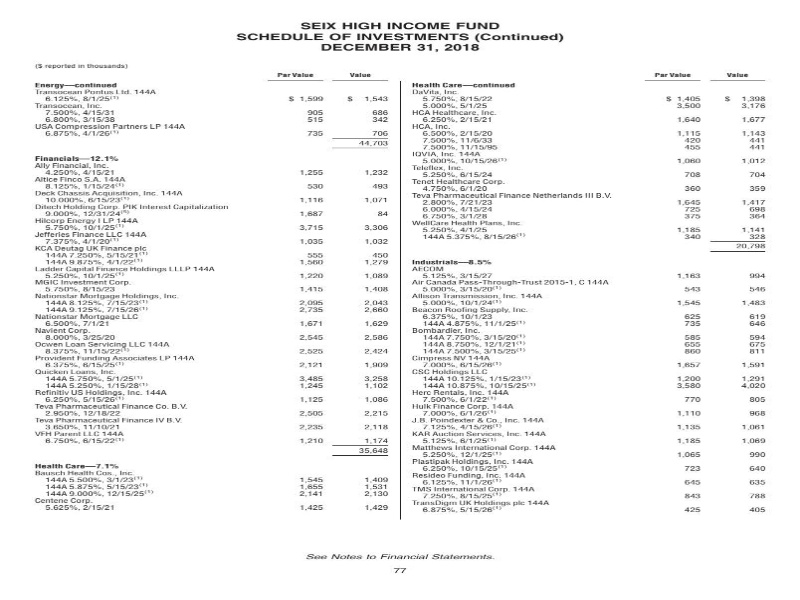 SEIX HIGH INCOME FUND
SCHEDULE OF INVESTMENTS (Continued)
DECEMBER 31, 2018
($ reported in thousands)
Par Value Value
Energy—continued
Transocean Pontus Ltd. 144A
6.125%, 8/1/25(1) $ 1,599 $ 1,543
Transocean, Inc.
7.500%, 4/15/31 905 686
6.800%, 3/15/38 515 342
USA Compression Partners LP 144A
6.875%, 4/1/26(1) 735 706
44,703
Financials—12.1%
Ally Financial, Inc.
4.250%, 4/15/21 1,255 1,232
Altice Finco S.A. 144A
8.125%, 1/15/24(1) 530 493
Deck Chassis Acquisition, Inc. 144A
10.000%, 6/15/23(1) 1,116 1,071
Ditech Holding Corp. PIK Interest Capitalization
9.000%, 12/31/24(5) 1,687 84
Hilcorp Energy I LP 144A
5.750%, 10/1/25(1) 3,715 3,306
Jefferies Finance LLC 144A
7.375%, 4/1/20(1) 1,035 1,032
KCA Deutag UK Finance plc
144A 7.250%, 5/15/21(1) 555 450
144A 9.875%, 4/1/22(1) 1,560 1,279
Ladder Capital Finance Holdings LLLP 144A
5.250%, 10/1/25(1) 1,220 1,089
MGIC Investment Corp.
5.750%, 8/15/23 1,415 1,408
Nationstar Mortgage Holdings, Inc.
144A 8.125%, 7/15/23(1) 2,095 2,043
144A 9.125%, 7/15/26(1) 2,735 2,660
Nationstar Mortgage LLC
6.500%, 7/1/21 1,671 1,629
Navient Corp.
8.000%, 3/25/20 2,545 2,586
Ocwen Loan Servicing LLC 144A
8.375%, 11/15/22(1) 2,525 2,424
Provident Funding Associates LP 144A
6.375%, 6/15/25(1) 2,121 1,909
Quicken Loans, Inc.
144A 5.750%, 5/1/25(1) 3,485 3,258
144A 5.250%, 1/15/28(1) 1,245 1,102
Refinitiv US Holdings, Inc. 144A
6.250%, 5/15/26(1) 1,125 1,086
Teva Pharmaceutical Finance Co. B.V.
2.950%, 12/18/22 2,505 2,215
Teva Pharmaceutical Finance IV B.V.
3.650%, 11/10/21 2,235 2,118
VFH Parent LLC 144A
6.750%, 6/15/22(1) 1,210 1,174
35,648
Health Care—7.1%
Bausch Health Cos., Inc.
144A 5.500%, 3/1/23(1) 1,545 1,409
144A 5.875%, 5/15/23(1) 1,655 1,531
144A 9.000%, 12/15/25(1) 2,141 2,130
Centene Corp.
5.625%, 2/15/21 1,425 1,429
Par Value Value
Health Care—continued
DaVita, Inc.
5.750%, 8/15/22 $ 1,405 $ 1,398
5.000%, 5/1/25 3,500 3,176
HCA Healthcare, Inc.
6.250%, 2/15/21 1,640 1,677
HCA, Inc.
6.500%, 2/15/20 1,115 1,143
7.500%, 11/6/33 420 441
7.500%, 11/15/95 455 441
IQVIA, Inc. 144A
5.000%, 10/15/26(1) 1,060 1,012
Teleflex, Inc.
5.250%, 6/15/24 708 704
Tenet Healthcare Corp.
4.750%, 6/1/20 360 359
Teva Pharmaceutical Finance Netherlands III B.V.
2.800%, 7/21/23 1,645 1,417
6.000%, 4/15/24 725 698
6.750%, 3/1/28 375 364
WellCare Health Plans, Inc.
5.250%, 4/1/25 1,185 1,141
144A 5.375%, 8/15/26(1) 340 328
20,798
Industrials—8.5%
AECOM
5.125%, 3/15/27 1,163 994
Air Canada Pass-Through-Trust 2015-1, C 144A
5.000%, 3/15/20(1) 543 546
Allison Transmission, Inc. 144A
5.000%, 10/1/24(1) 1,545 1,483
Beacon Roofing Supply, Inc.
6.375%, 10/1/23 625 619
144A 4.875%, 11/1/25(1) 735 646
Bombardier, Inc.
144A 7.750%, 3/15/20(1) 585 594
144A 8.750%, 12/1/21(1) 655 675
144A 7.500%, 3/15/25(1) 860 811
Cimpress NV 144A
7.000%, 6/15/26(1) 1,657 1,591
CSC Holdings LLC
144A 10.125%, 1/15/23(1) 1,200 1,291
144A 10.875%, 10/15/25(1) 3,580 4,020
Herc Rentals, Inc. 144A
7.500%, 6/1/22(1) 770 805
Hulk Finance Corp. 144A
7.000%, 6/1/26(1) 1,110 968
J.B. Poindexter & Co., Inc. 144A
7.125%, 4/15/26(1) 1,135 1,061
KAR Auction Services, Inc. 144A
5.125%, 6/1/25(1) 1,185 1,069
Matthews International Corp. 144A
5.250%, 12/1/25(1) 1,065 990
Plastipak Holdings, Inc. 144A
6.250%, 10/15/25(1) 723 640
Resideo Funding, Inc. 144A
6.125%, 11/1/26(1) 645 635
TMS International Corp. 144A
7.250%, 8/15/25(1) 843 788
TransDigm UK Holdings plc 144A
6.875%, 5/15/26(1) 425 405
See Notes to Financial Statements.
77